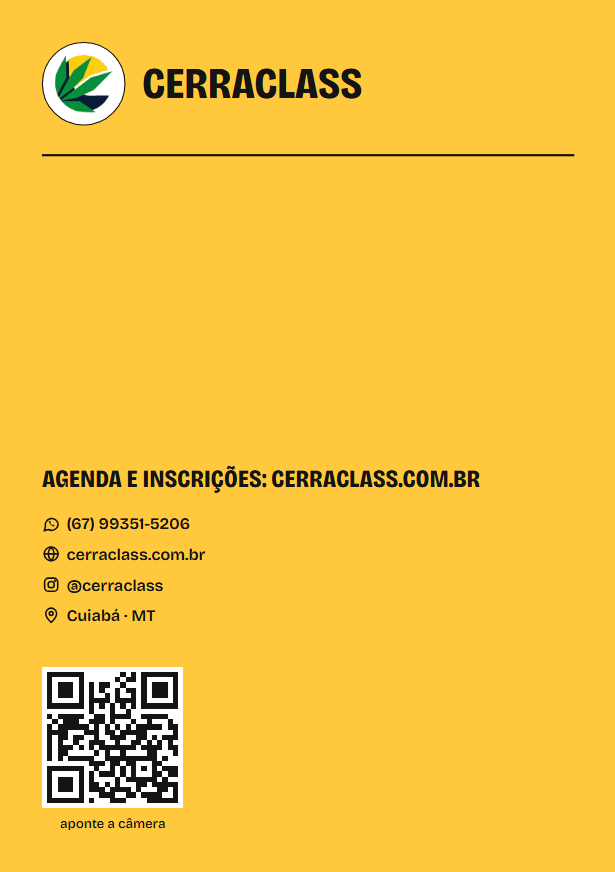 CERRACLASS
AGENDA E INSCRIÇÕES: CERRACLASS.COM.BR
(67) 99351-5206
cerraclass.com.br
@cerraclass
Cuiabá · MT
aponte a câmera